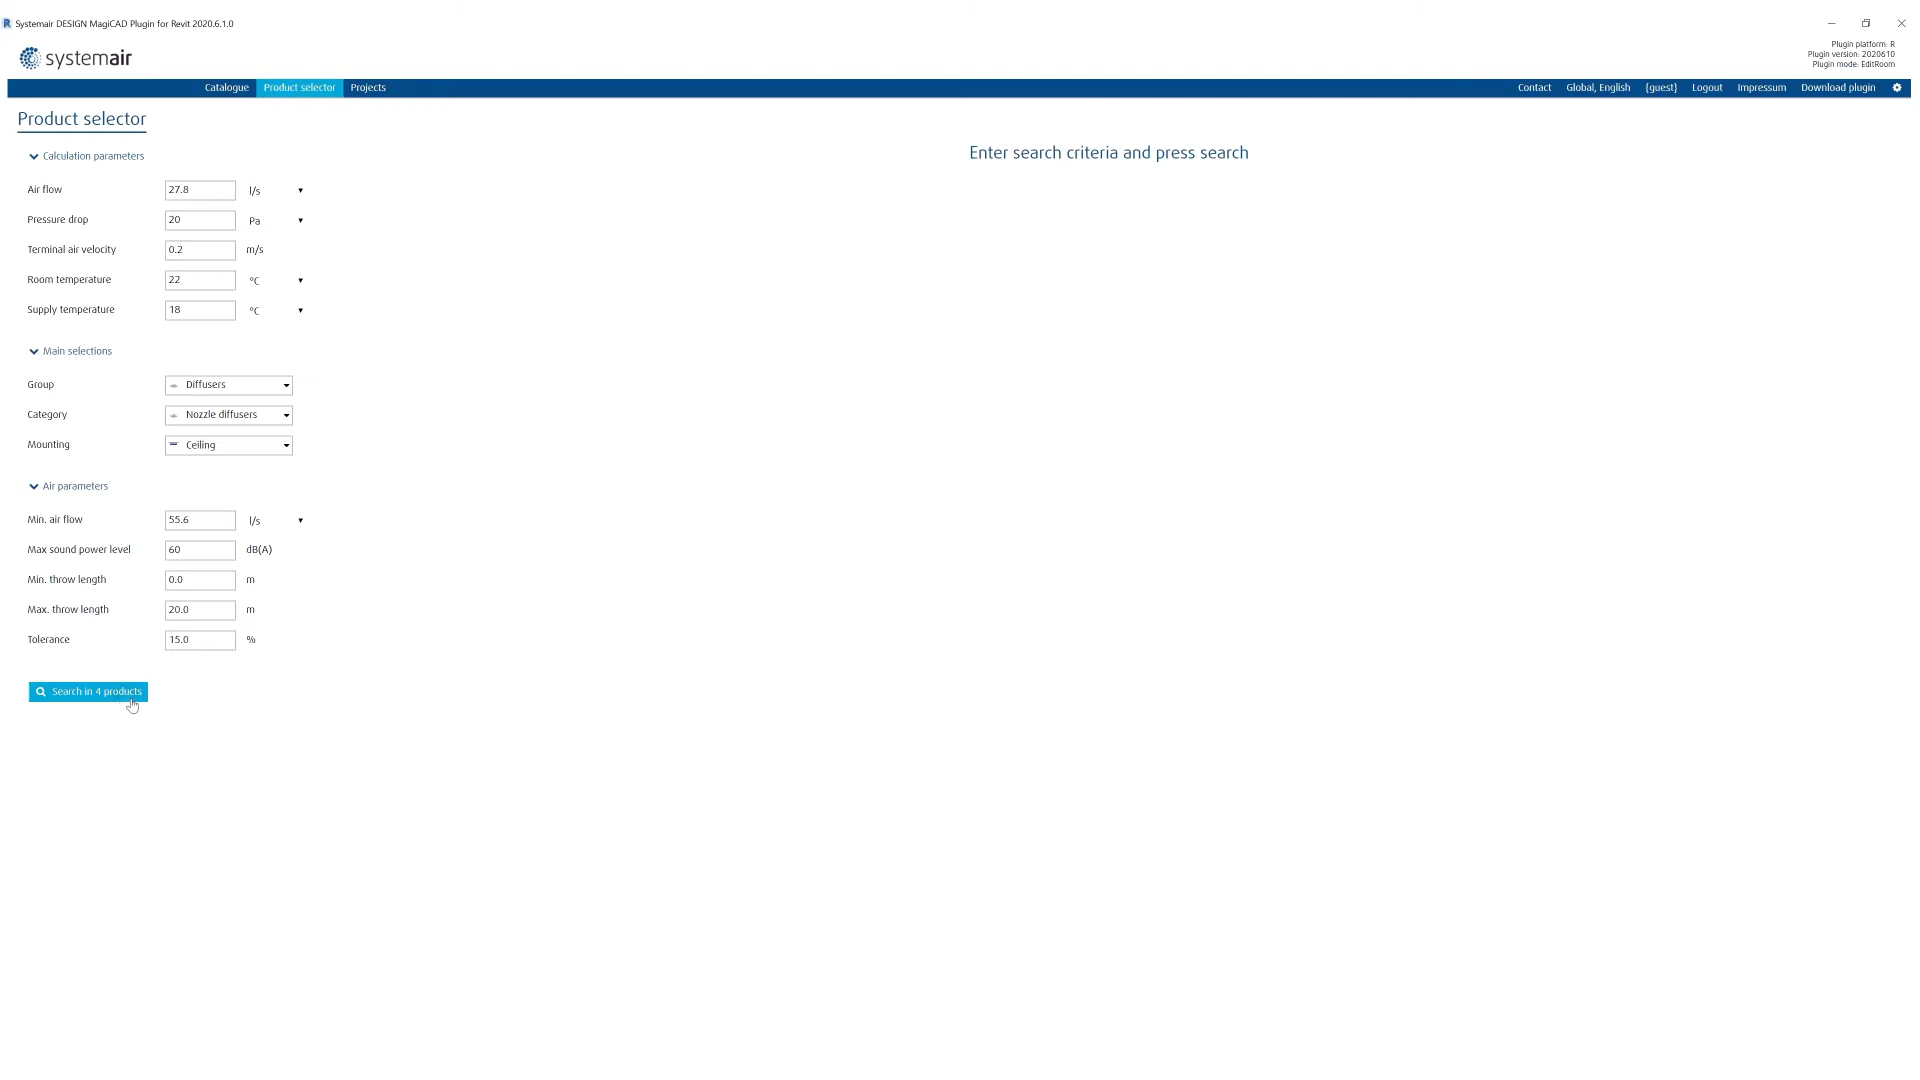 Systemair DESIGN MagiCAD Plugin for Revit 2020.6.1.0
systemair
Plugin platform: R
Plugin version: 2020610
Plugin mode: EditRoom
Catalogue Product selector Projects Contact Global, English {guest} Logout Impressum Download plugin
Product selector
Calculation parameters
Enter search criteria and press search
Air flow 27.8 l/s
Pressure drop 20 Pa
Terminal air velocity 0.2 m/s
Room temperature 22 °C
Supply temperature 18 °C
Main selections
Group Diffusers
Category Nozzle diffusers
Mounting Ceiling
Air parameters
Min. air flow 55.6 l/s
Max sound power level 60 dB(A)
Min. throw length 0.0 m
Max. throw length 20.0 m
Tolerance 15.0 %
Search in 4 products